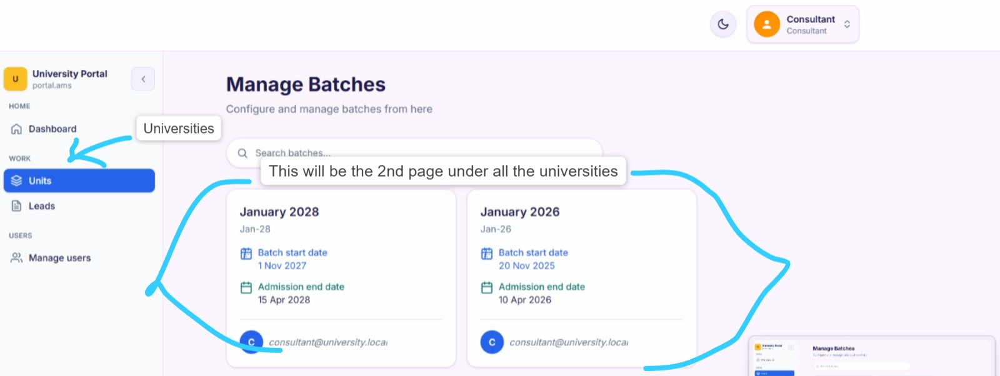 Consultant
Consultant
U
University Portal
portal.ams
HOME
Dashboard
Universities
WORK
Units
Leads
USERS
Manage users
Manage Batches
Configure and manage batches from here
Search batches...
This will be the 2nd page under all the universities
January 2028
Jan-28
Batch start date
1 Nov 2027
Admission end date
15 Apr 2028
C
consultant@university.local
January 2026
Jan-26
Batch start date
20 Nov 2025
Admission end date
10 Apr 2026
C
consultant@university.local
University Portal
Manage Batches